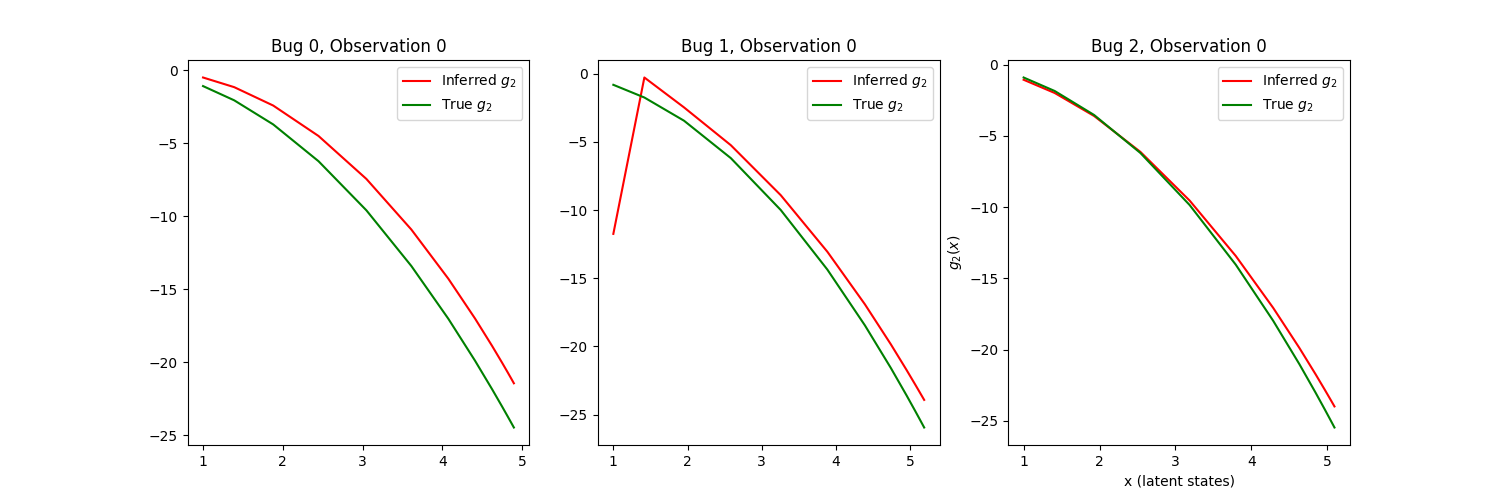 Bug 0, Observation 0
Inferred g₂
True g₂
0
−5
−10
−15
−20
−25
1 2 3 4 5
Bug 1, Observation 0
Inferred g₂
True g₂
0
−5
−10
−15
−20
−25
1 2 3 4 5
Bug 2, Observation 0
Inferred g₂
True g₂
g₂(x)
0
−5
−10
−15
−20
−25
1 2 3 4 5
x (latent states)